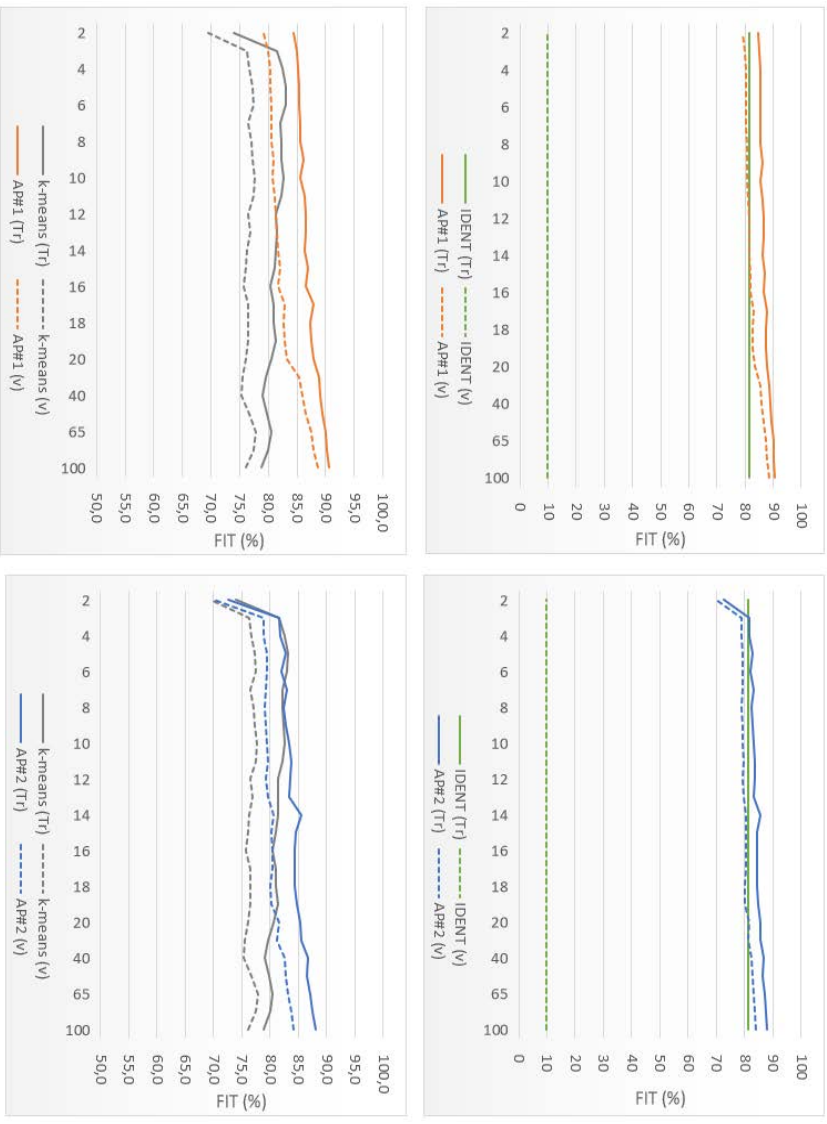 FIT (%)
100
90
80
70
60
50
40
30
20
10
0
2 4 6 8 10 12 14 16 18 20 40 65 100
IDENT (Tr) IDENT (v)
AP#1 (Tr) AP#1 (v)
FIT (%)
100
90
80
70
60
50
40
30
20
10
0
2 4 6 8 10 12 14 16 18 20 40 65 100
IDENT (Tr) IDENT (v)
AP#2 (Tr) AP#2 (v)
FIT (%)
100,0
95,0
90,0
85,0
80,0
75,0
70,0
65,0
60,0
55,0
50,0
2 4 6 8 10 12 14 16 18 20 40 65 100
k-means (Tr) k-means (v)
AP#1 (Tr) AP#1 (v)
FIT (%)
100,0
95,0
90,0
85,0
80,0
75,0
70,0
65,0
60,0
55,0
50,0
2 4 6 8 10 12 14 16 18 20 40 65 100
k-means (Tr) k-means (v)
AP#2 (Tr) AP#2 (v)